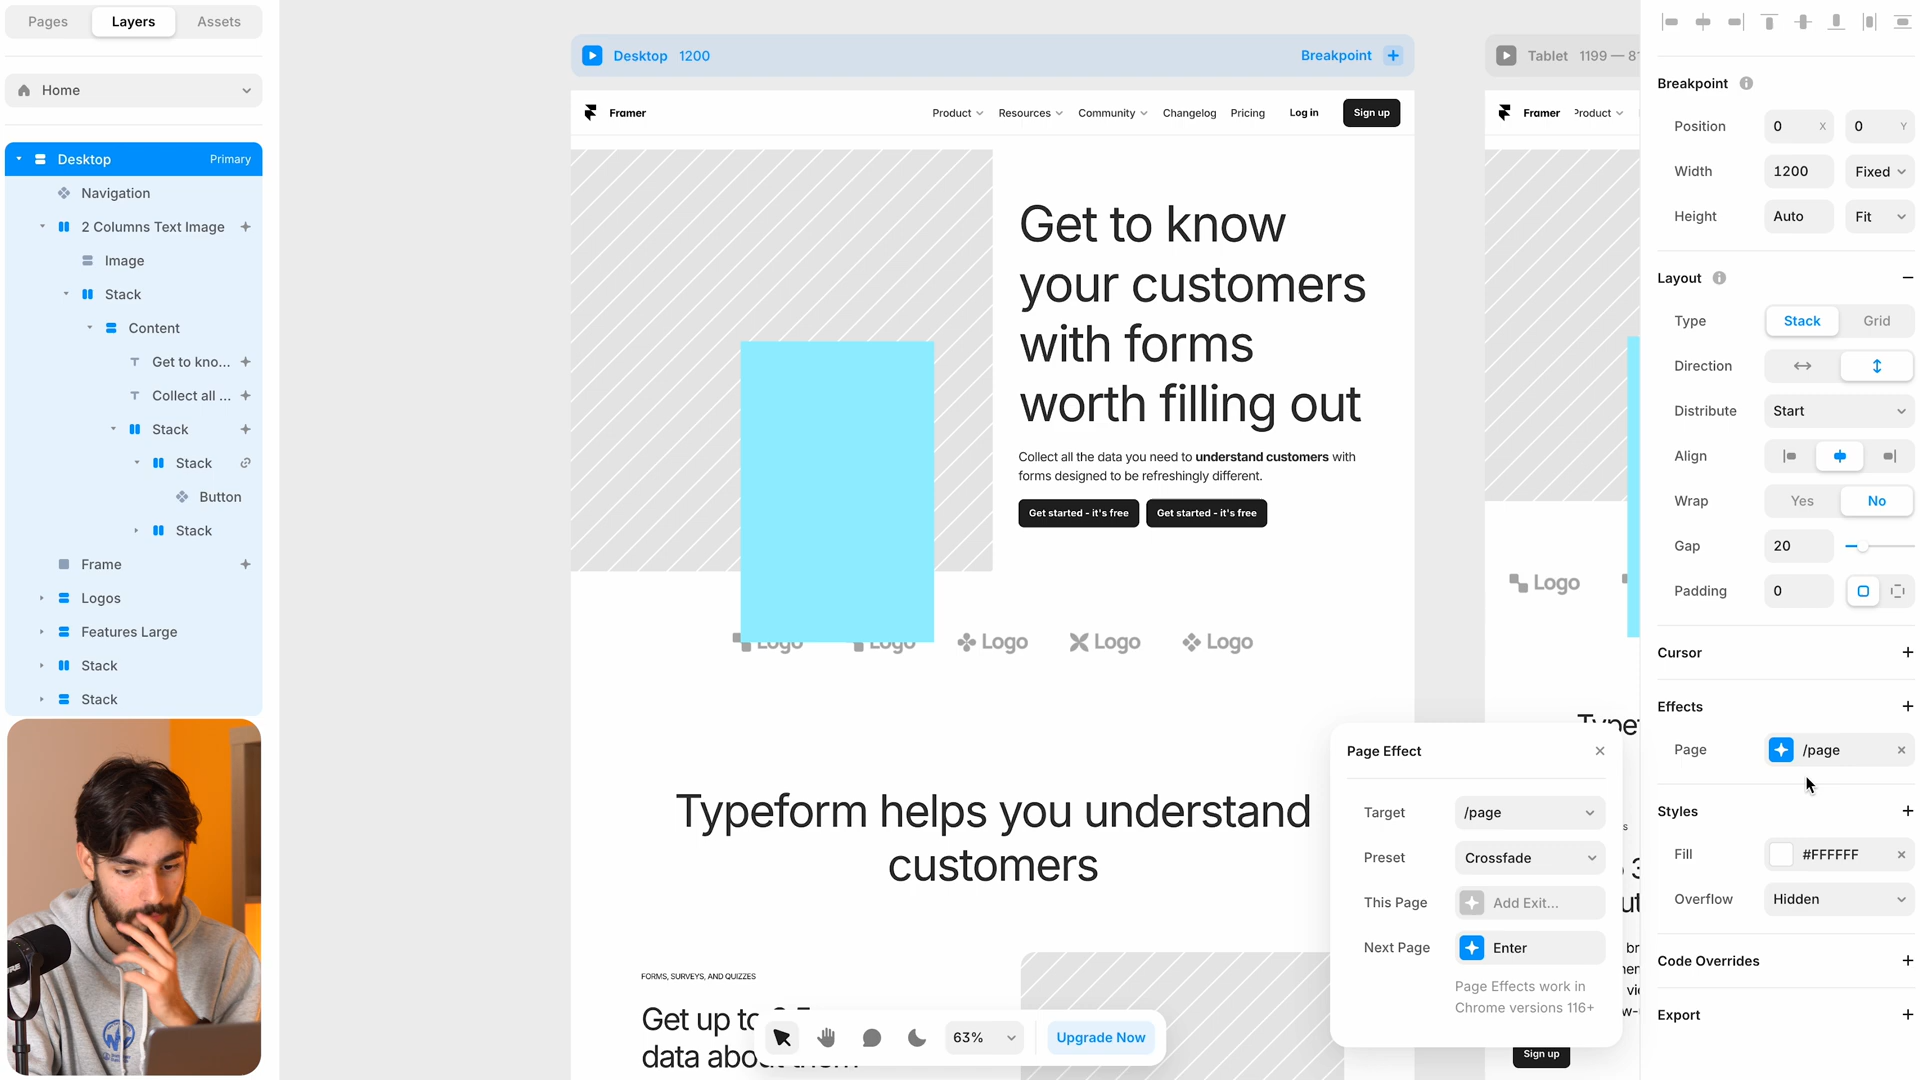 Pages
Layers
Assets
Home
Desktop
Primary
Navigation
2 Columns Text Image
Image
Stack
Content
Get to kno...
Collect all ...
Stack
Stack
Button
Stack
Frame
Logos
Features Large
Stack
Stack
Desktop 1200
Breakpoint
Tablet 1199 — 81
Framer
Product
Resources
Community
Changelog
Pricing
Log in
Sign up
Framer
Product
Get to know
your customers
with forms
worth filling out
Collect all the data you need to understand customers with
forms designed to be refreshingly different.
Get started - it's free
Get started - it's free
Logo
Logo
Logo
Logo
Logo
Logo
Typeform helps you understand
customers
FORMS, SURVEYS, AND QUIZZES
Get up to
data about them
63%
Upgrade Now
Page Effect
Target
/page
Preset
Crossfade
This Page
Add Exit...
Next Page
Enter
Page Effects work in
Chrome versions 116+
Sign up
Breakpoint
Position
0 X
0 Y
Width
1200
Fixed
Height
Auto
Fit
Layout
Type
Stack
Grid
Direction
Distribute
Start
Align
Wrap
Yes
No
Gap
20
Padding
0
Cursor
Effects
Page
/page
Styles
Fill
#FFFFFF
Overflow
Hidden
Code Overrides
Export